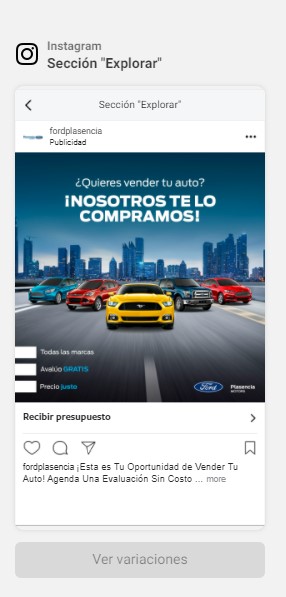 Instagram
Sección "Explorar"
Sección "Explorar"
fordplasencia
Publicidad
¿Quieres vender tu auto?
¡NOSOTROS TE LO
COMPRAMOS!
Todas las marcas
Avalúo GRATIS
Precio justo
Ford
Plasencia
Recibir presupuesto
fordplasencia ¡Esta es Tu Oportunidad de Vender Tu
Auto! Agenda Una Evaluación Sin Costo ... more
Ver variaciones